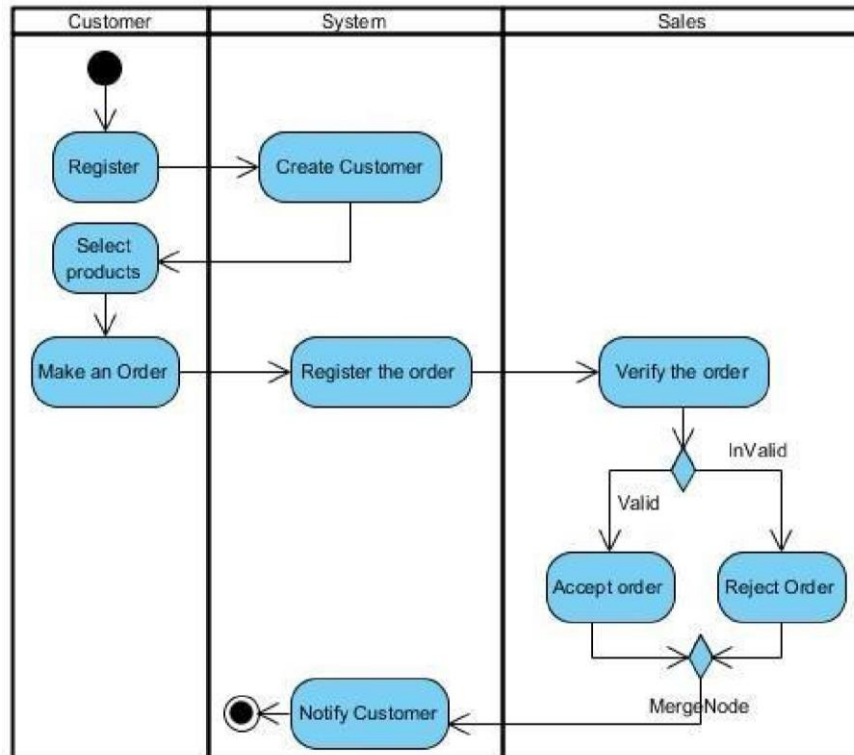 Customer
System
Sales
Register
Create Customer
Select
products
Make an Order
Register the order
Verify the order
InValid
Valid
Accept order
Reject Order
MergeNode
Notify Customer